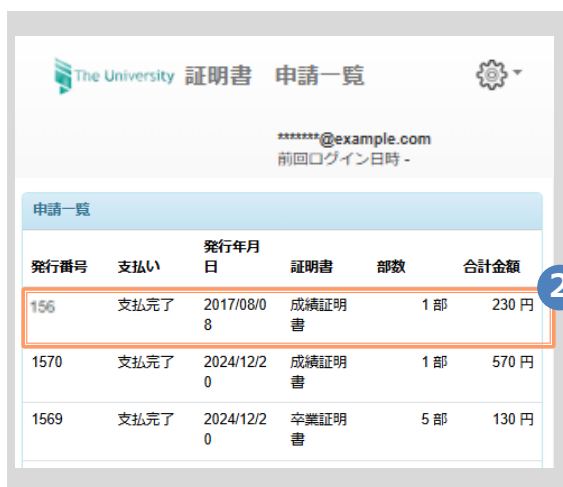 The University 証明書 申請一覧
*******@example.com
前回ログイン日時 -
申請一覧
発行番号 支払い 発行年月日 証明書 部数 合計金額
156 支払完了 2017/08/08 成績証明書 1 部 230 円
2
1570 支払完了 2024/12/20 成績証明書 1 部 570 円
1569 支払完了 2024/12/20 卒業証明書 5 部 130 円